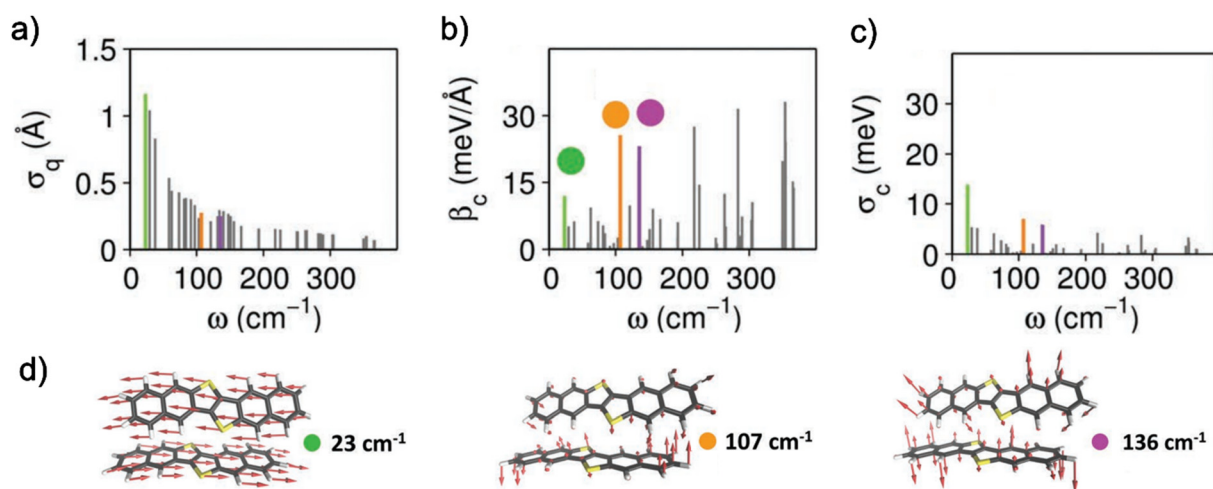 a)
1.5
1
0.5
0
σq (Å)
0 100 200 300
ω (cm⁻¹)
b)
30
15
0
βc (meV/Å)
0 100 200 300
ω (cm⁻¹)
c)
30
20
10
0
σc (meV)
0 100 200 300
ω (cm⁻¹)
d)
23 cm⁻¹
107 cm⁻¹
136 cm⁻¹